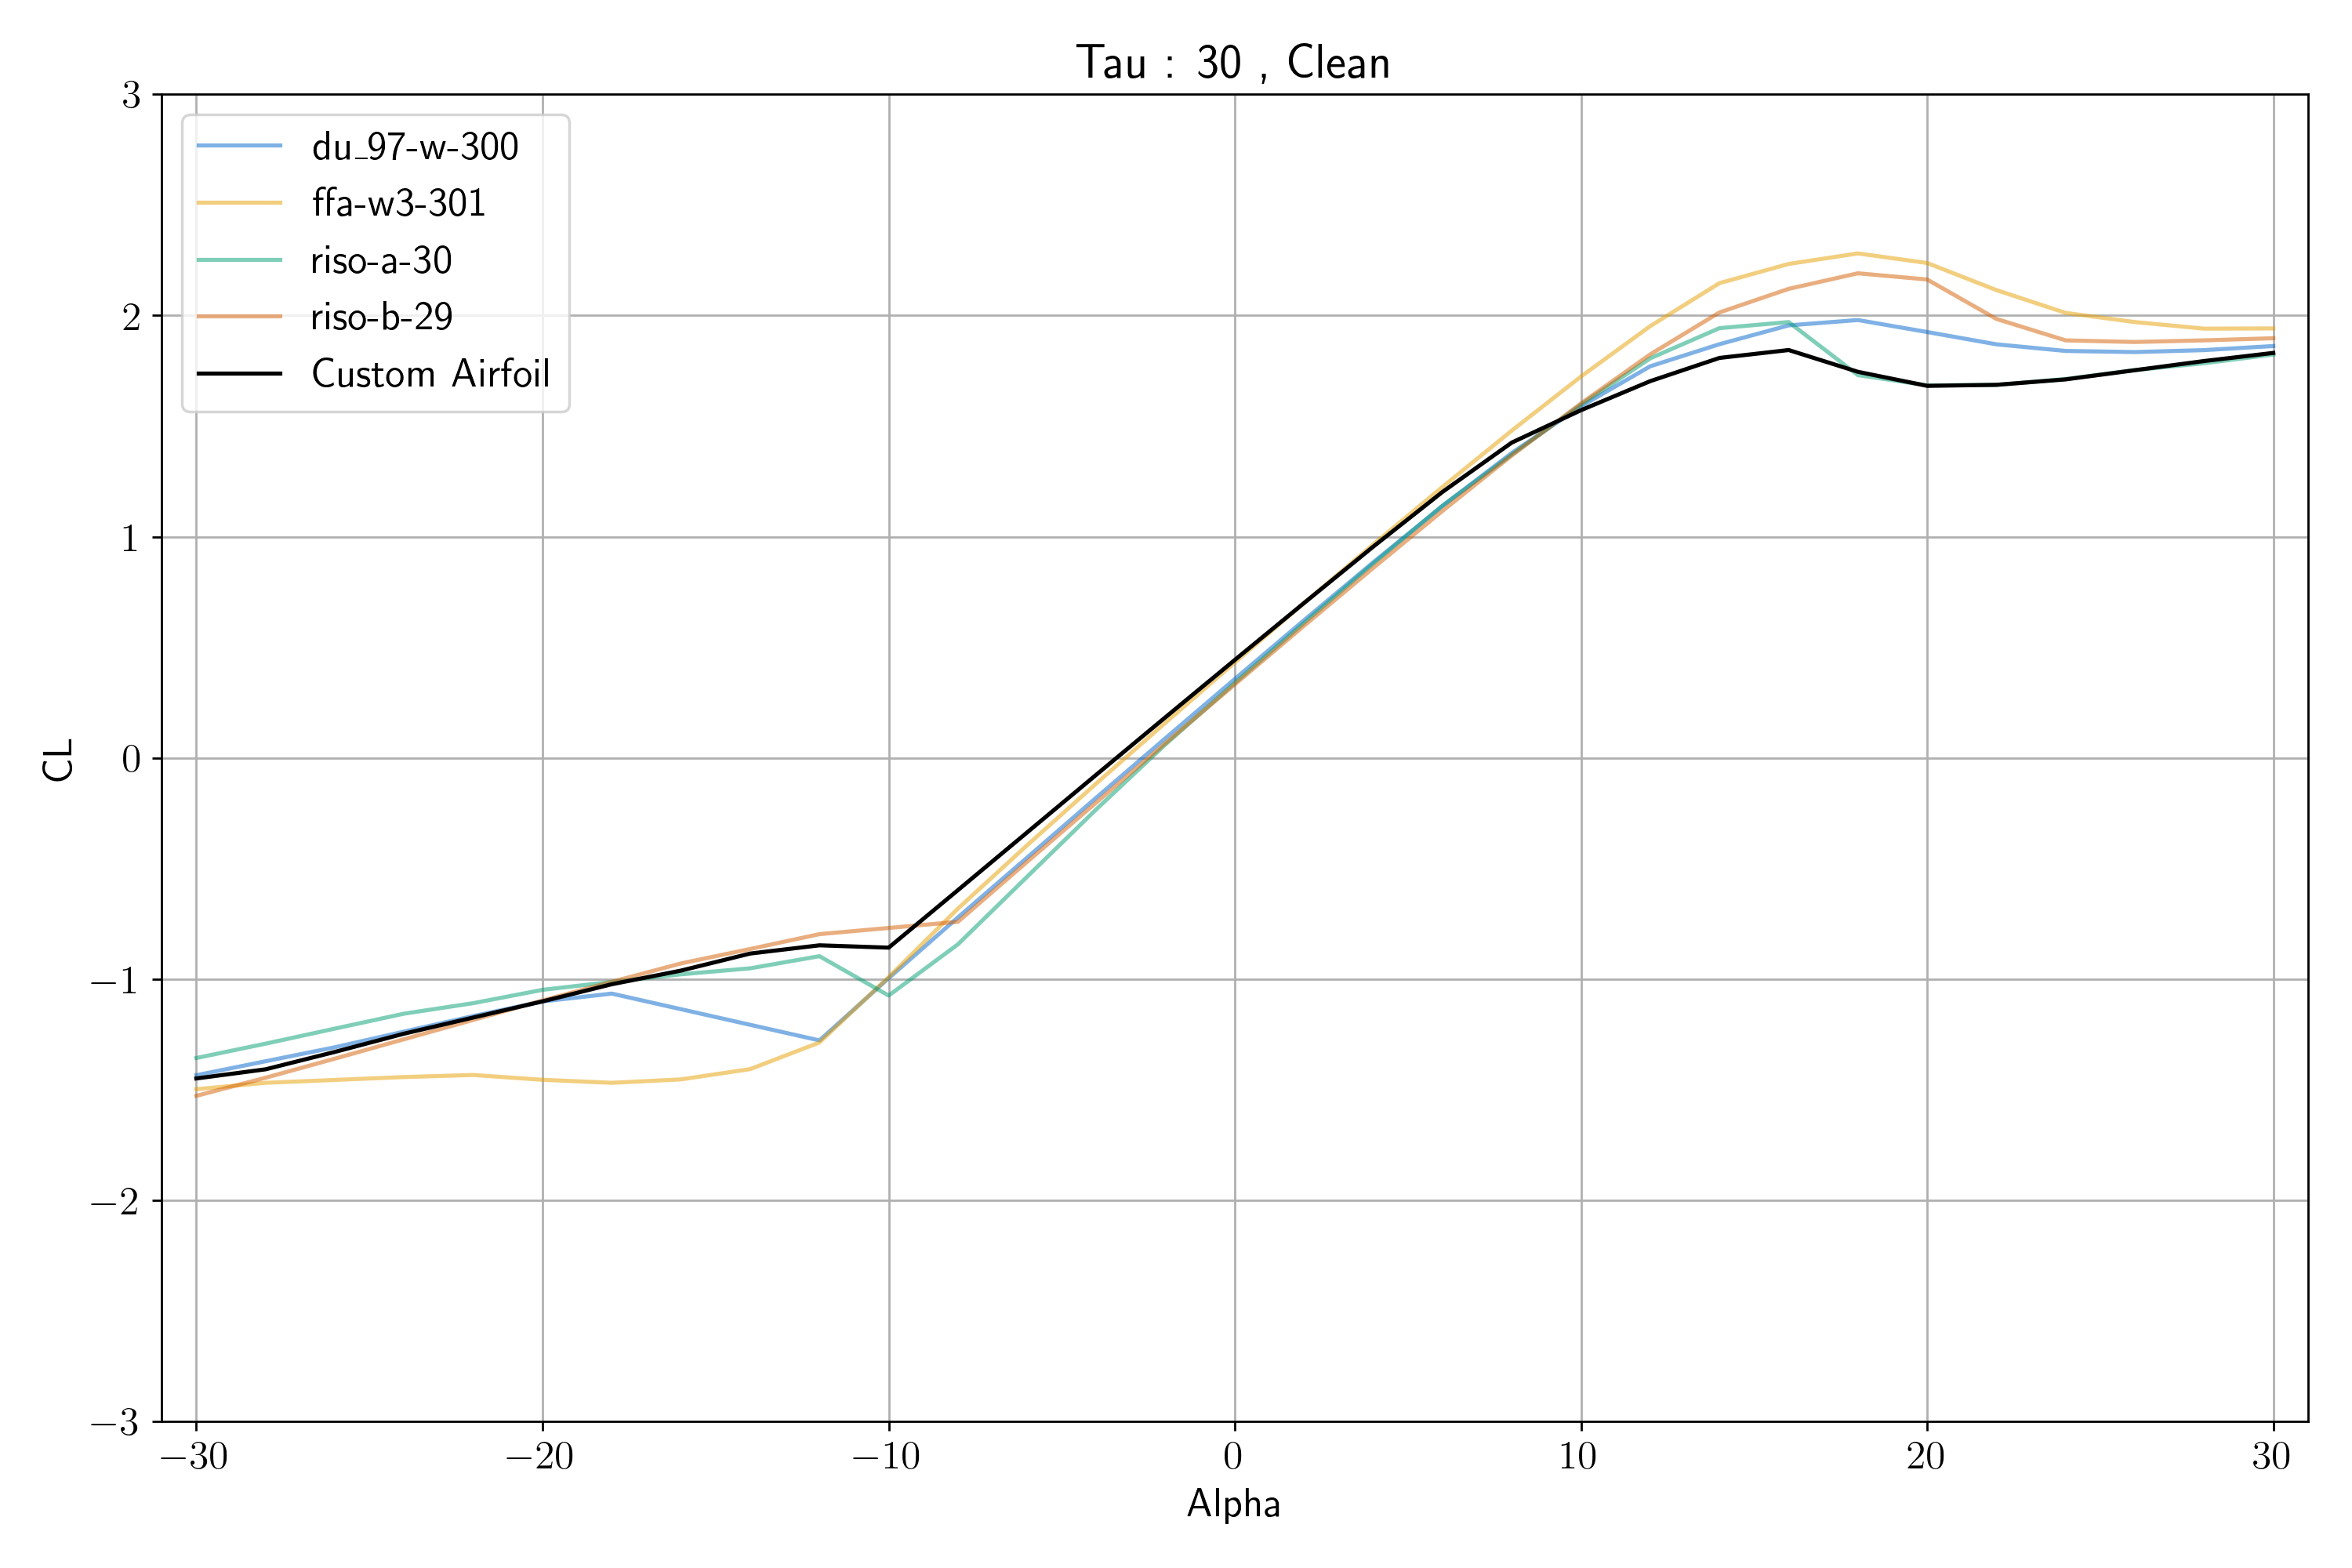 Tau : 30 , Clean
3
du_97-w-300
ffa-w3-301
riso-a-30
riso-b-29
Custom Airfoil
2
1
0
−1
−2
−3
CL
−30 −20 −10 0 10 20 30
Alpha